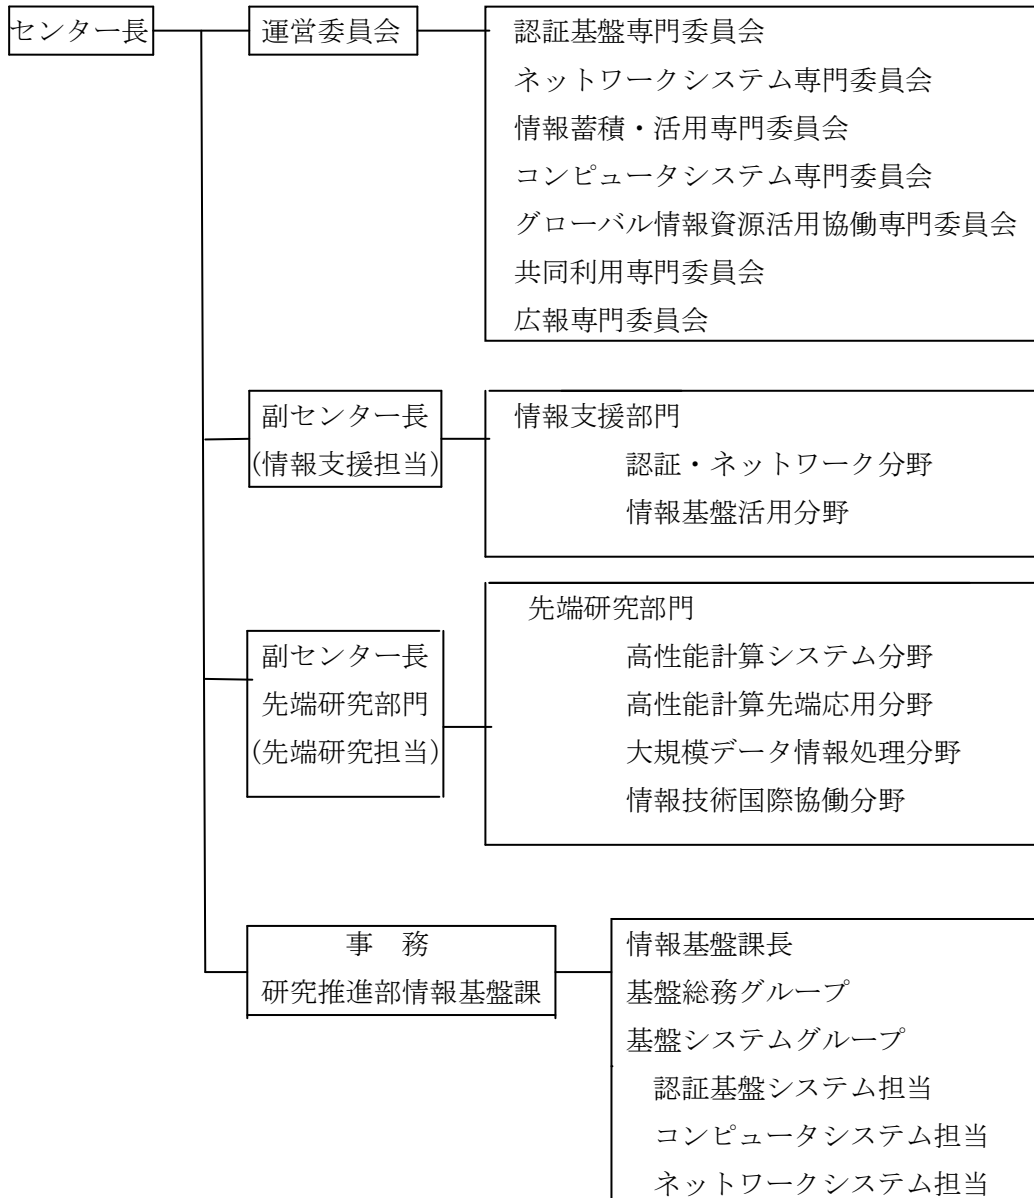 センター長
運営委員会
認証基盤専門委員会
ネットワークシステム専門委員会
情報蓄積・活用専門委員会
コンピュータシステム専門委員会
グローバル情報資源活用協働専門委員会
共同利用専門委員会
広報専門委員会
副センター長
(情報支援担当)
情報支援部門
認証・ネットワーク分野
情報基盤活用分野
副センター長
先端研究部門
(先端研究担当)
先端研究部門
高性能計算システム分野
高性能計算先端応用分野
大規模データ情報処理分野
情報技術国際協働分野
事　務
研究推進部情報基盤課
情報基盤課長
基盤総務グループ
基盤システムグループ
認証基盤システム担当
コンピュータシステム担当
ネットワークシステム担当